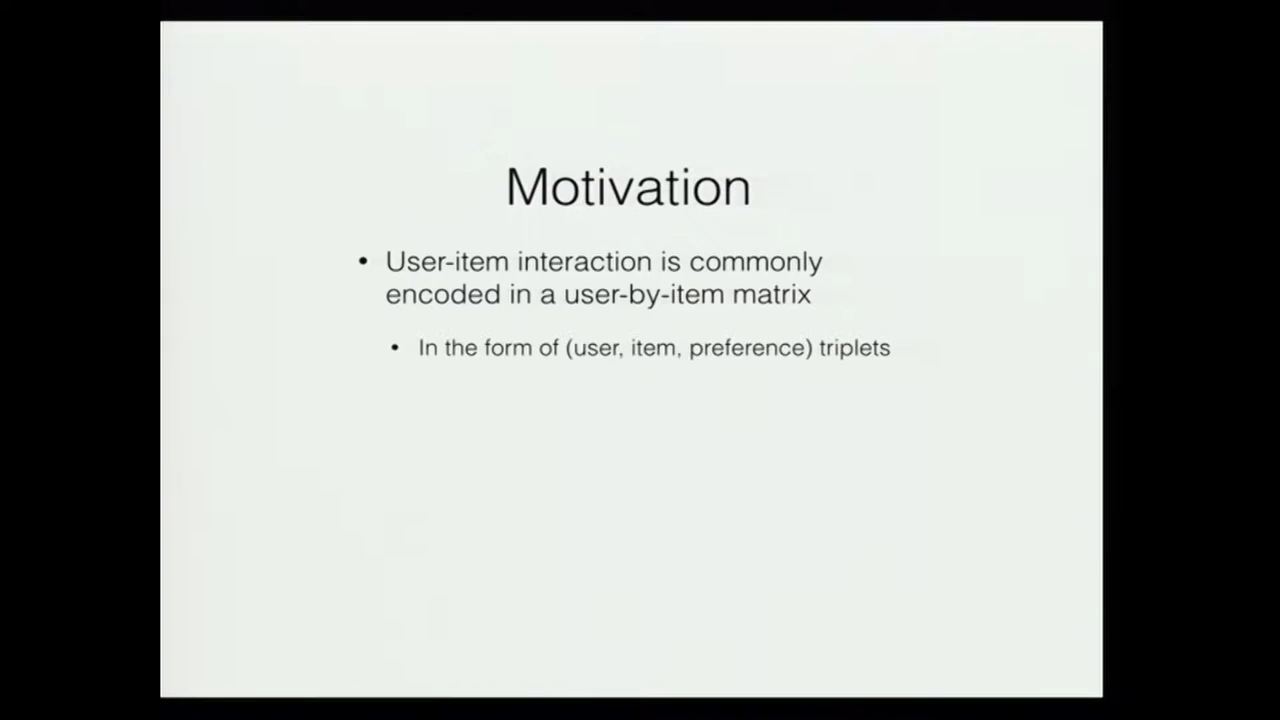 Motivation
• User-item interaction is commonly
encoded in a user-by-item matrix
• In the form of (user, item, preference) triplets